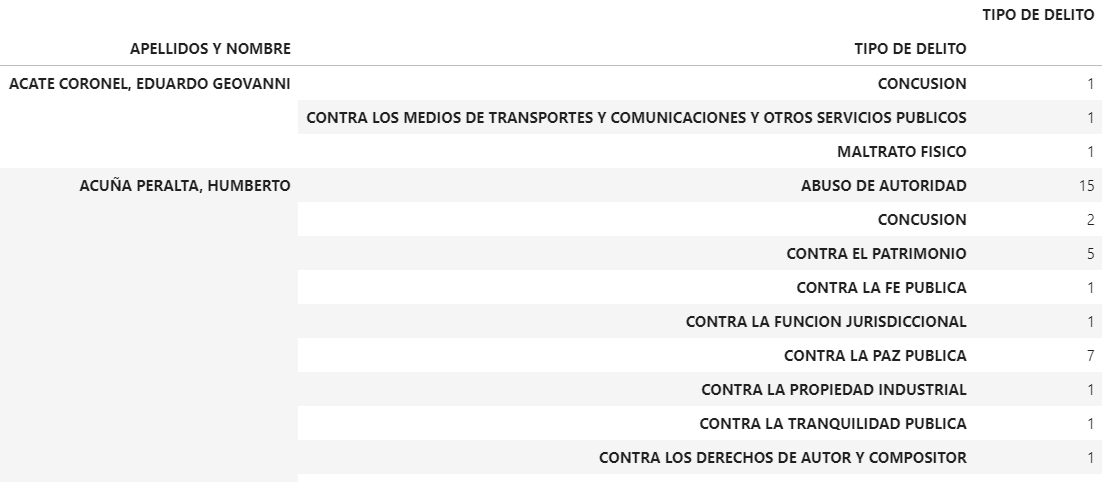 TIPO DE DELITO
APELLIDOS Y NOMBRE TIPO DE DELITO
ACATE CORONEL, EDUARDO GEOVANNI CONCUSION 1
CONTRA LOS MEDIOS DE TRANSPORTES Y COMUNICACIONES Y OTROS SERVICIOS PUBLICOS 1
MALTRATO FISICO 1
ACUÑA PERALTA, HUMBERTO ABUSO DE AUTORIDAD 15
CONCUSION 2
CONTRA EL PATRIMONIO 5
CONTRA LA FE PUBLICA 1
CONTRA LA FUNCION JURISDICCIONAL 1
CONTRA LA PAZ PUBLICA 7
CONTRA LA PROPIEDAD INDUSTRIAL 1
CONTRA LA TRANQUILIDAD PUBLICA 1
CONTRA LOS DERECHOS DE AUTOR Y COMPOSITOR 1